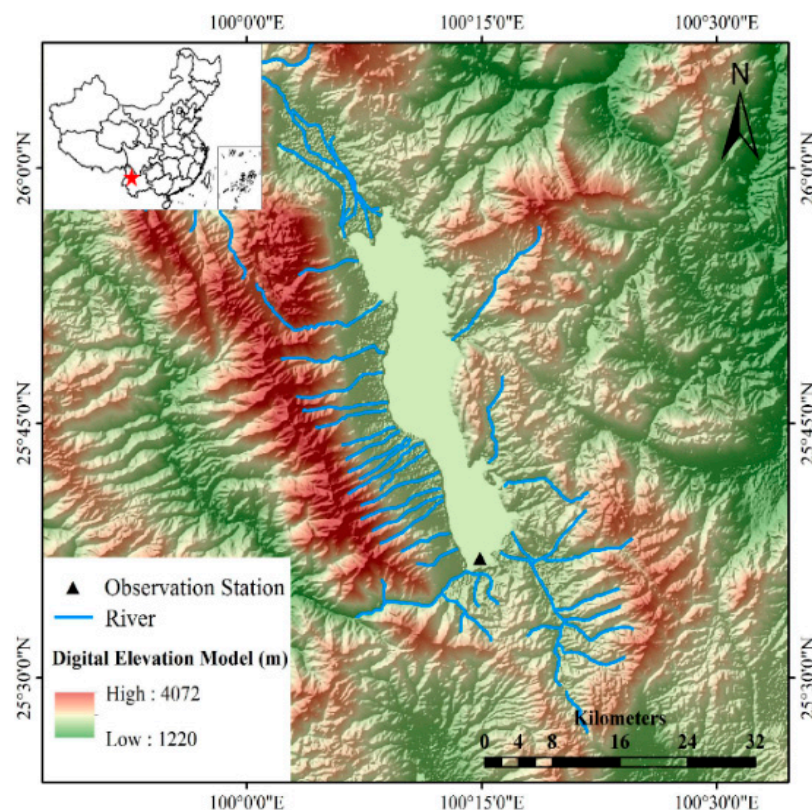 100°0'0"E 100°15'0"E 100°30'0"E
N
26°0'0"N 26°0'0"N
25°45'0"N 25°45'0"N
Observation Station
River
Digital Elevation Model (m)
High : 4072
Low : 1220
25°30'0"N 25°30'0"N
Kilometers
0 2 4 8 16 24 32
100°0'0"E 100°15'0"E 100°30'0"E